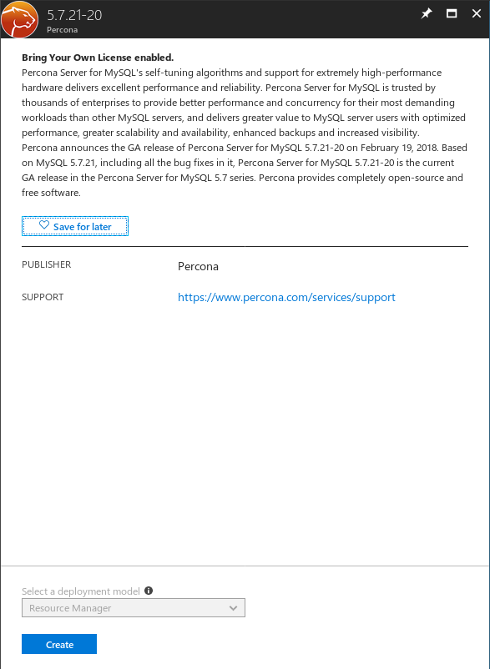 5.7.21-20
Percona
Bring Your Own License enabled.
Percona Server for MySQL's self-tuning algorithms and support for extremely high-performance
hardware delivers excellent performance and reliability. Percona Server for MySQL is trusted by
thousands of enterprises to provide better performance and concurrency for their most demanding
workloads than other MySQL servers, and delivers greater value to MySQL server users with optimized
performance, greater scalability and availability, enhanced backups and increased visibility.
Percona announces the GA release of Percona Server for MySQL 5.7.21-20 on February 19, 2018. Based
on MySQL 5.7.21, including all the bug fixes in it, Percona Server for MySQL 5.7.21-20 is the current
GA release in the Percona Server for MySQL 5.7 series. Percona provides completely open-source and
free software.
Save for later
PUBLISHER Percona
SUPPORT https://www.percona.com/services/support
Select a deployment model
Resource Manager
Create